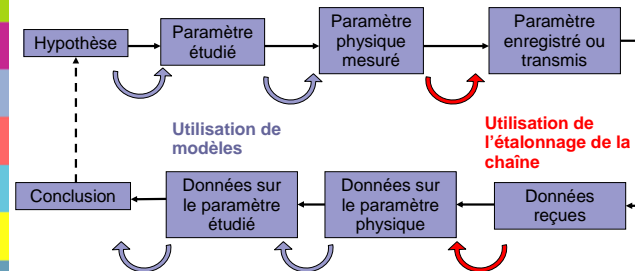 Hypothèse
Paramètre
étudié
Paramètre
physique
mesuré
Paramètre
enregistré ou
transmis
Utilisation de
modèles
Utilisation de
l'étalonnage de la
chaîne
Conclusion
Données sur
le paramètre
étudié
Données sur
le paramètre
physique
Données
reçues